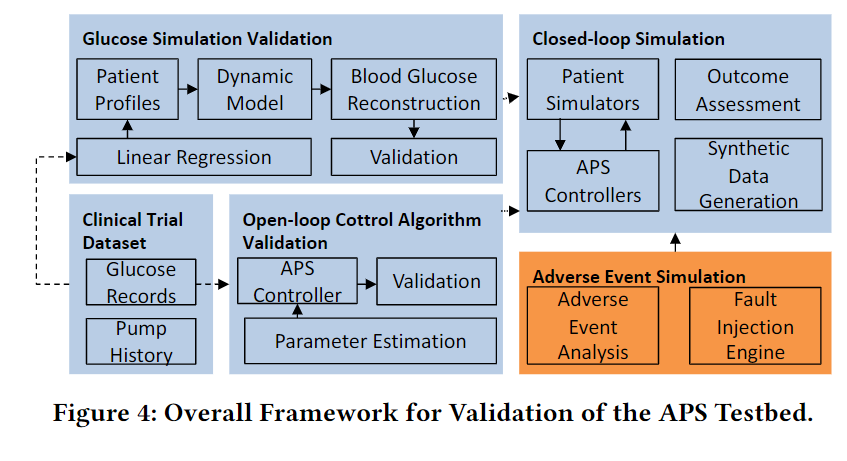 Glucose Simulation Validation
Patient
Profiles
Dynamic
Model
Blood Glucose
Reconstruction
Linear Regression
Validation
Closed-loop Simulation
Patient
Simulators
Outcome
Assessment
APS
Controllers
Synthetic
Data
Generation
Clinical Trial
Dataset
Glucose
Records
Pump
History
Open-loop Cottrol Algorithm
Validation
APS
Controller
Validation
Parameter Estimation
Adverse Event Simulation
Adverse
Event
Analysis
Fault
Injection
Engine
Figure 4: Overall Framework for Validation of the APS Testbed.